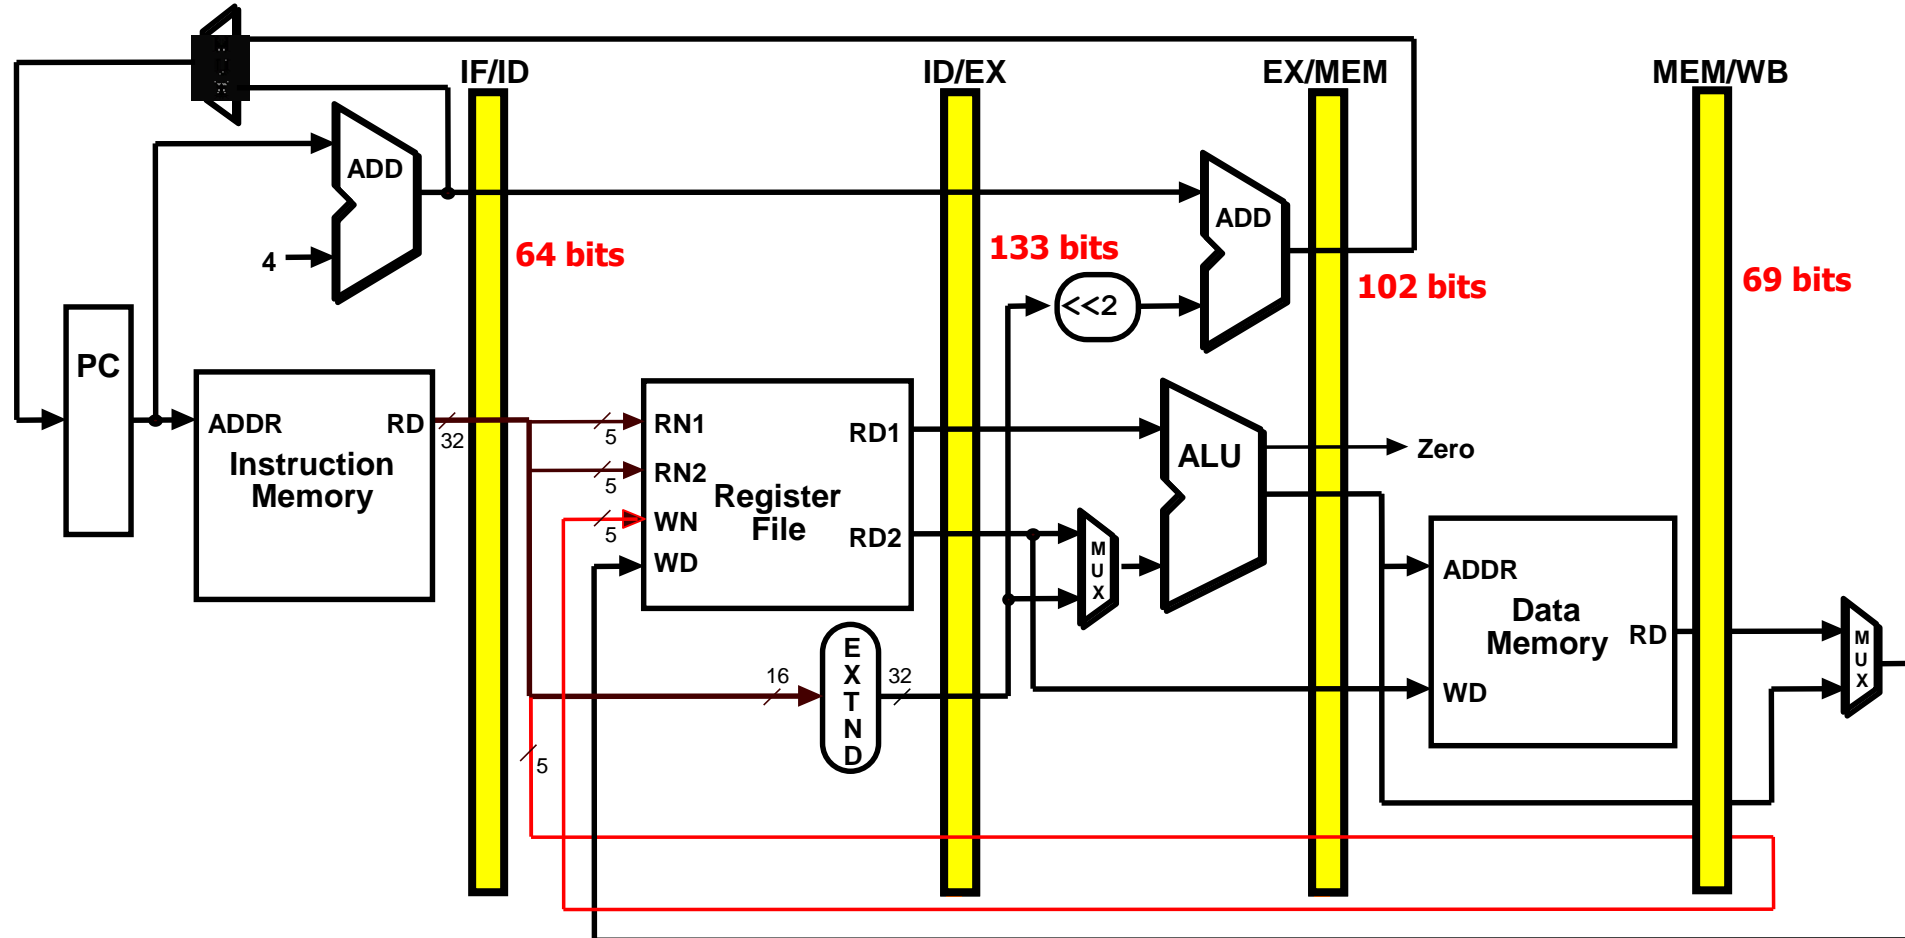 IF/ID
ID/EX
EX/MEM
MEM/WB
ADD
4
64 bits
ADD
133 bits
<<2
102 bits
69 bits
PC
ADDR
RD
32
Instruction
Memory
5
RN1
5
RN2
5
WN
WD
Register
File
RD1
RD2
16
E
X
T
N
D
32
5
M
U
X
ALU
Zero
ADDR
Data
Memory
RD
WD
M
U
X